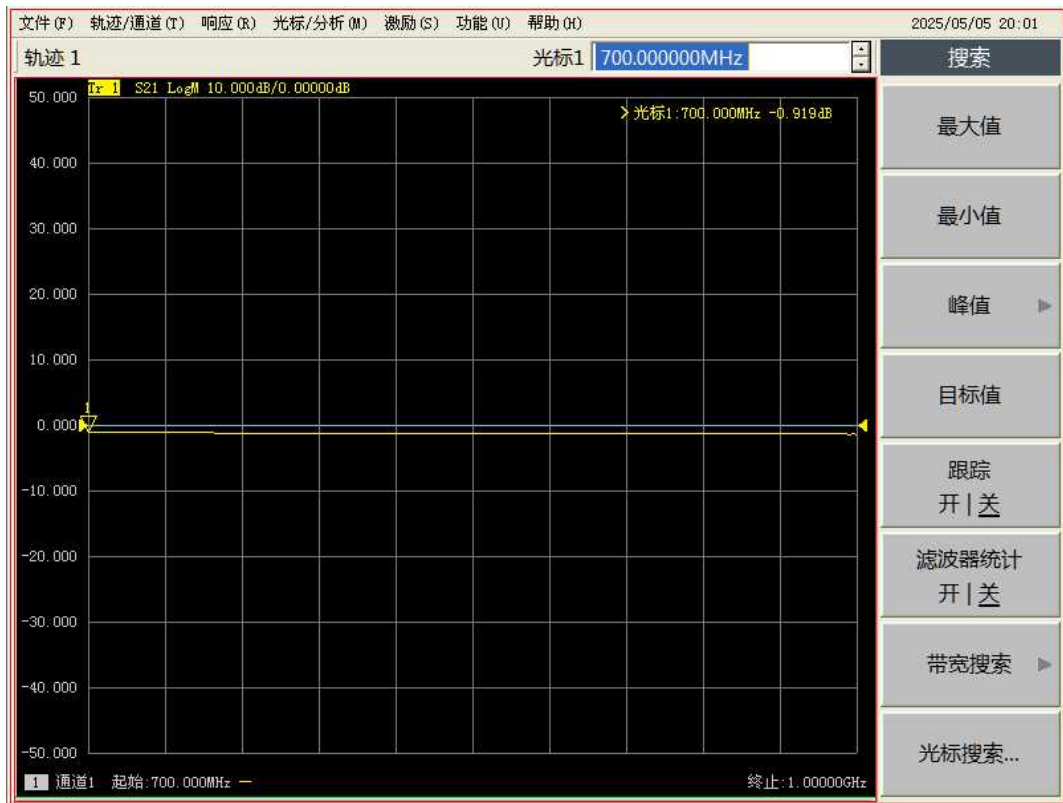 文件(F) 轨迹/通道(T) 响应(R) 光标/分析(M) 激励(S) 功能(U) 帮助(H) 2025/05/05 20:01
轨迹 1 光标1 700.000000MHz 搜索
Tr 1 S21 LogM 10.000dB/0.00000dB
>光标1:700.000MHz -0.919dB
50.000
40.000
30.000
20.000
10.000
1
0.000
-10.000
-20.000
-30.000
-40.000
-50.000
1 通道1 起始:700.000MHz — 终止:1.00000GHz
最大值
最小值
峰值
目标值
跟踪
开 | 关
滤波器统计
开 | 关
带宽搜索
光标搜索...